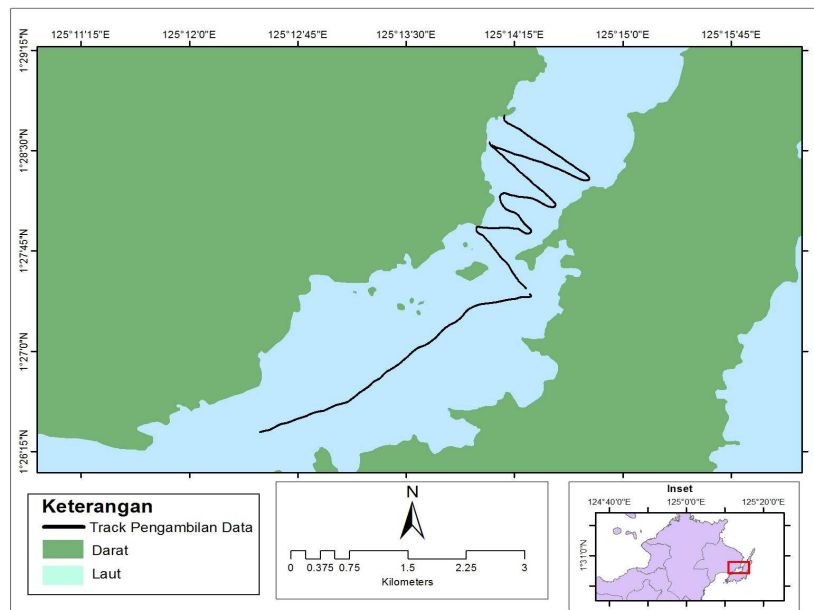 125°11'15"E 125°12'0"E 125°12'45"E 125°13'30"E 125°14'15"E 125°15'0"E 125°15'45"E
1°29'15"N
1°28'30"N
1°27'45"N
1°27'0"N
1°26'15"N
Keterangan
Track Pengambilan Data
Darat
Laut
N
0 0.375 0.75 1.5 2.25 3
Kilometers
Inset
124°40'0"E 125°0'0"E 125°20'0"E
1°31'0"N